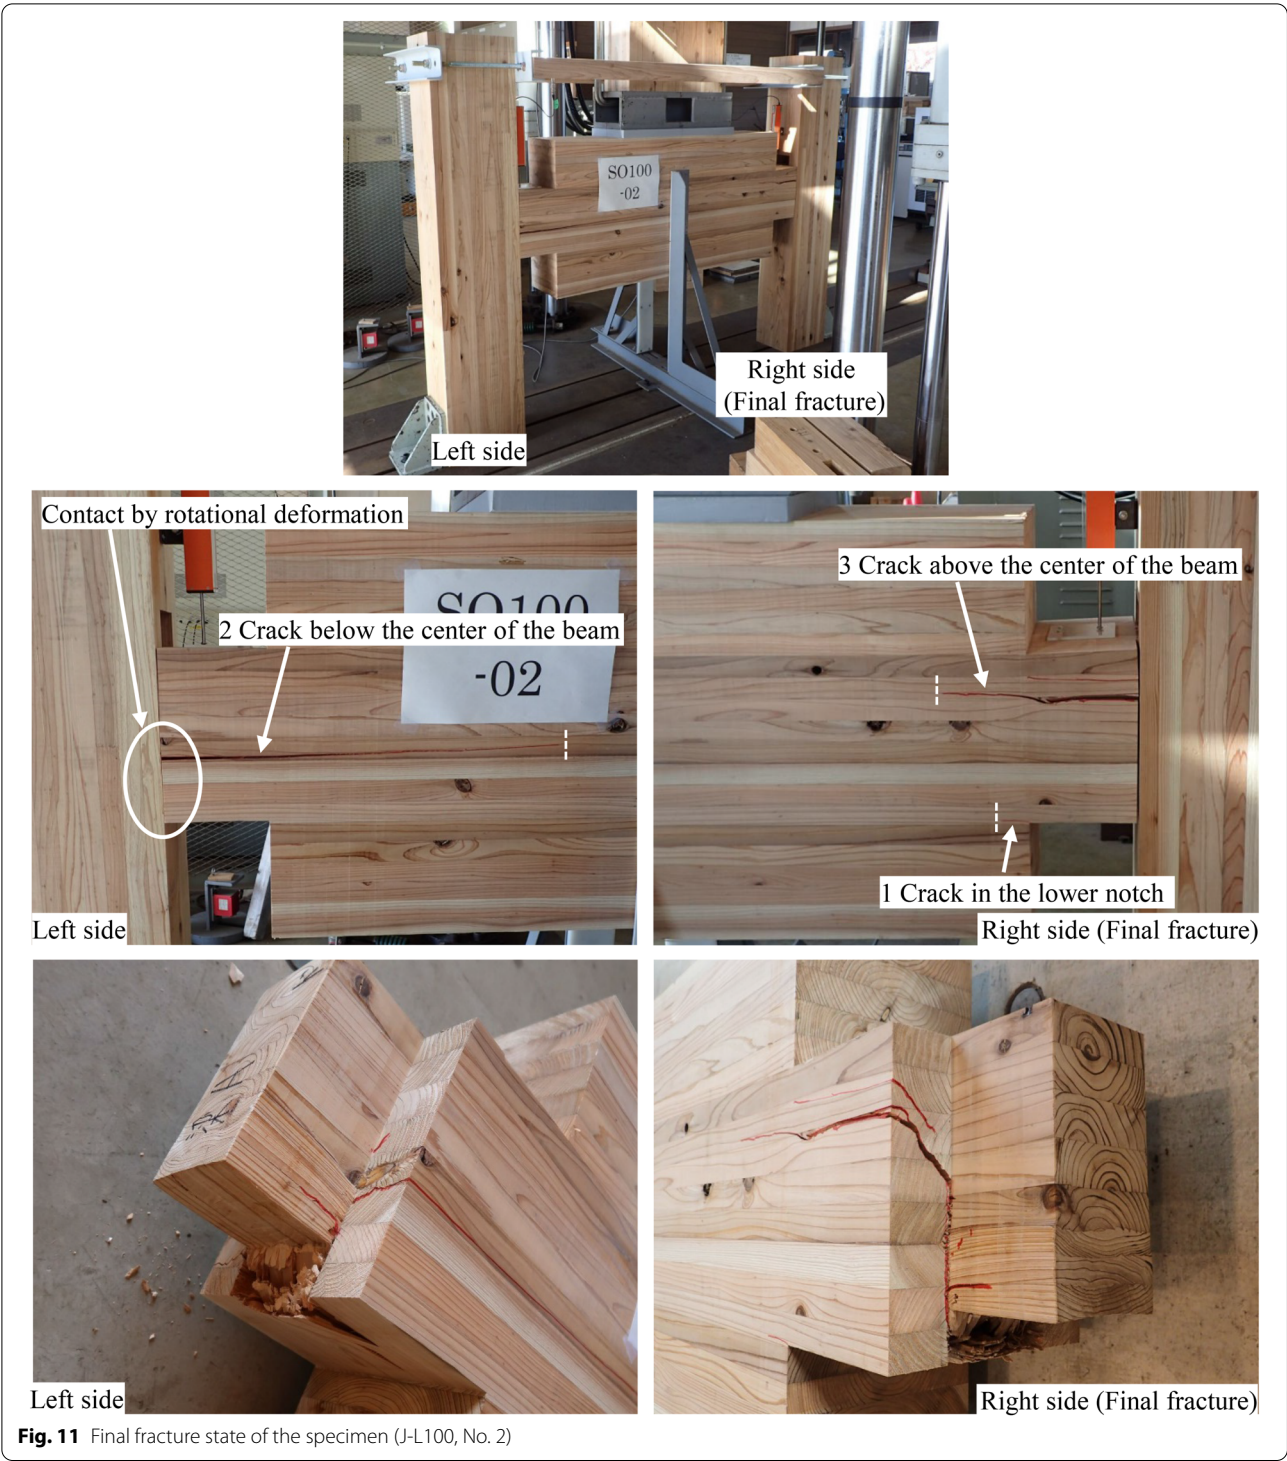 SO100
-02
Right side
(Final fracture)
Left side
Contact by rotational deformation
SO100
2 Crack below the center of the beam
-02
Left side
3 Crack above the center of the beam
1 Crack in the lower notch
Right side (Final fracture)
Left side
Right side (Final fracture)
Fig. 11 Final fracture state of the specimen (J-L100, No. 2)